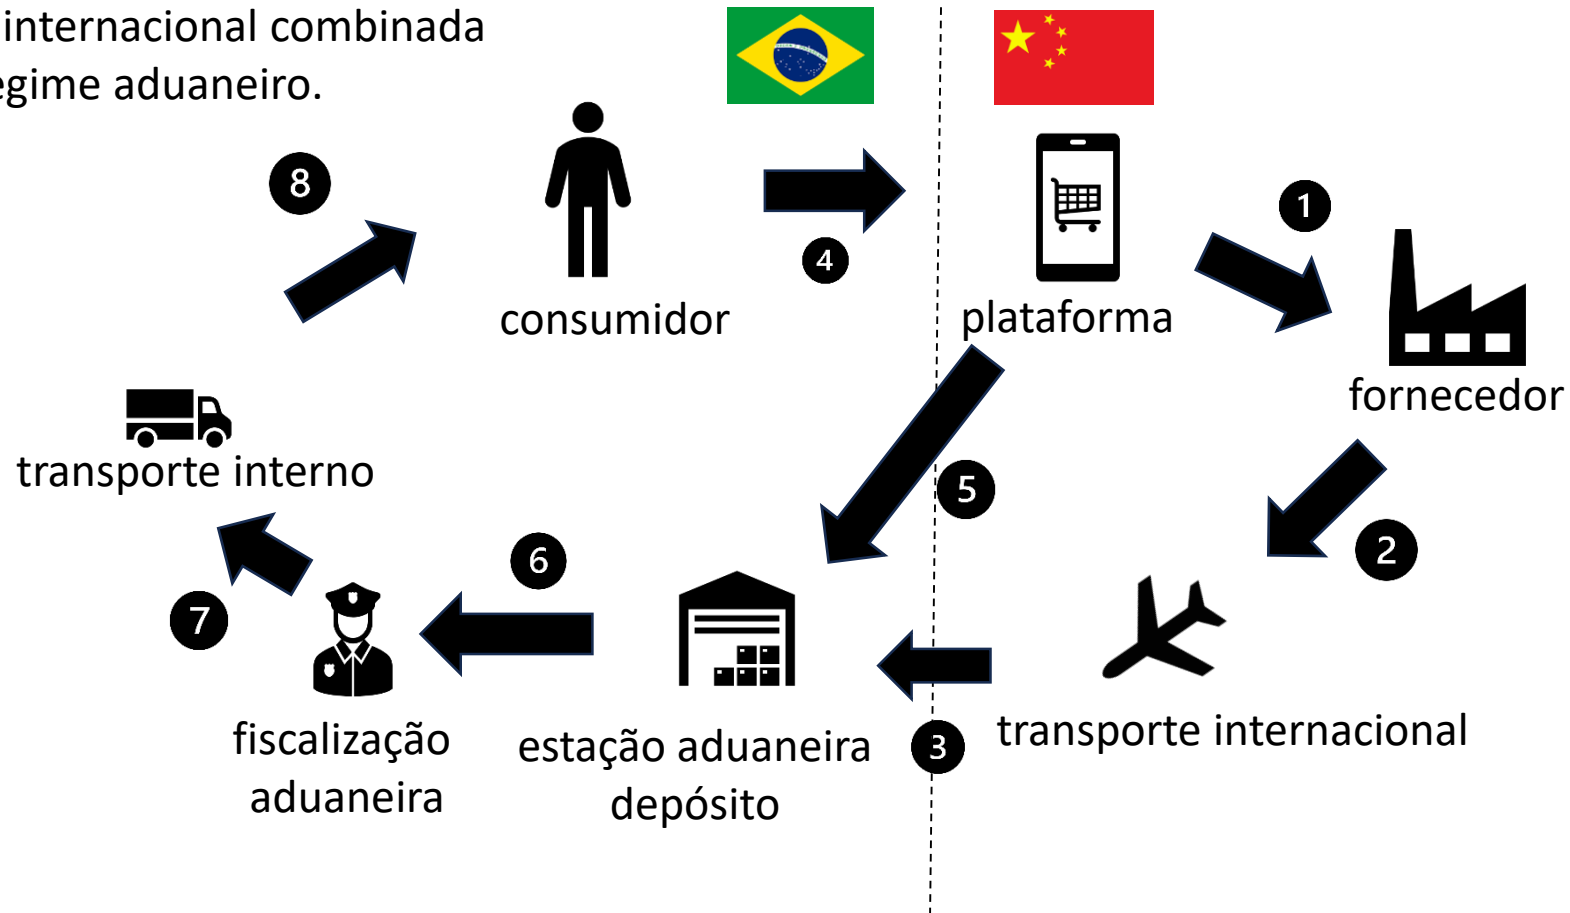 internacional combinada
egime aduaneiro.
8
4
1
consumidor
plataforma
fornecedor
transporte interno
5
6
2
7
fiscalização
aduaneira
estação aduaneira
depósito
3
transporte internacional